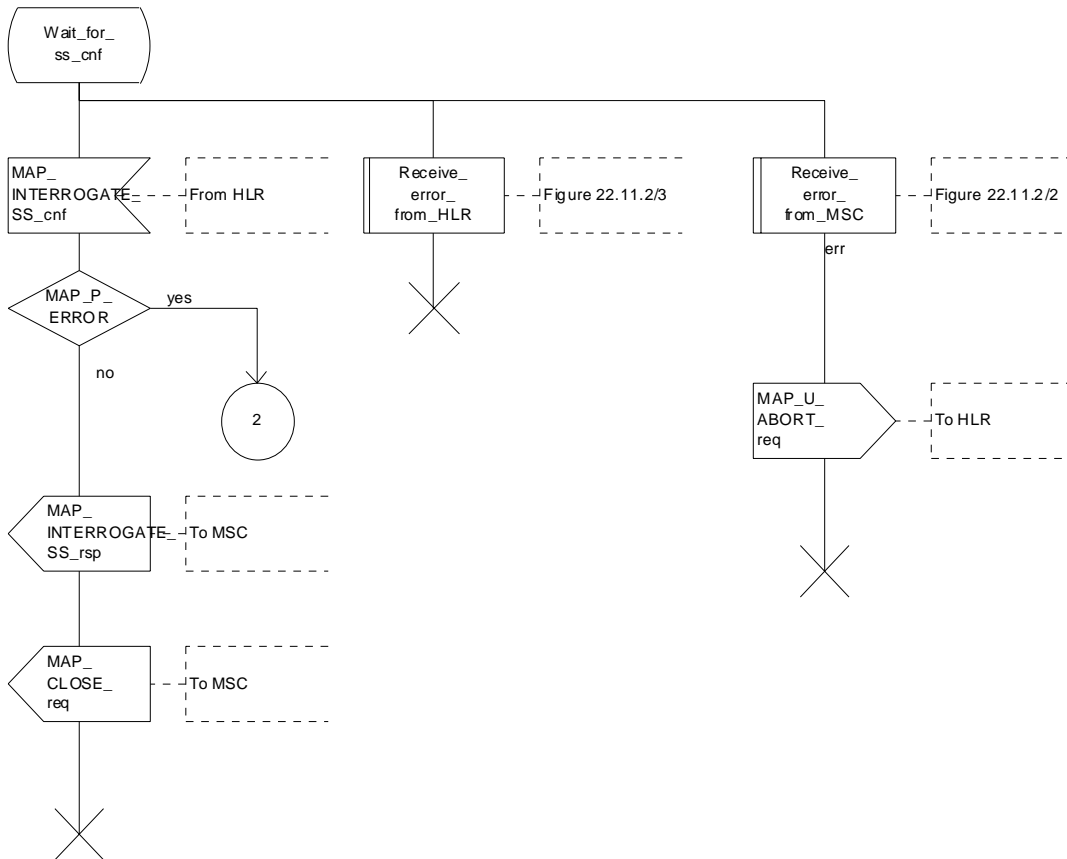 Wait_for_
ss_cnf
MAP_
INTERROGATE_
SS_cnf
From HLR
Receive_
error_
from_HLR
Figure 22.11.2/3
Receive_
error_
from_MSC
Figure 22.11.2/2
err
MAP_P_
ERROR
yes
no
2
MAP_U_
ABORT_
req
To HLR
MAP_
INTERROGATE_
SS_rsp
To MSC
MAP_
CLOSE_
req
To MSC